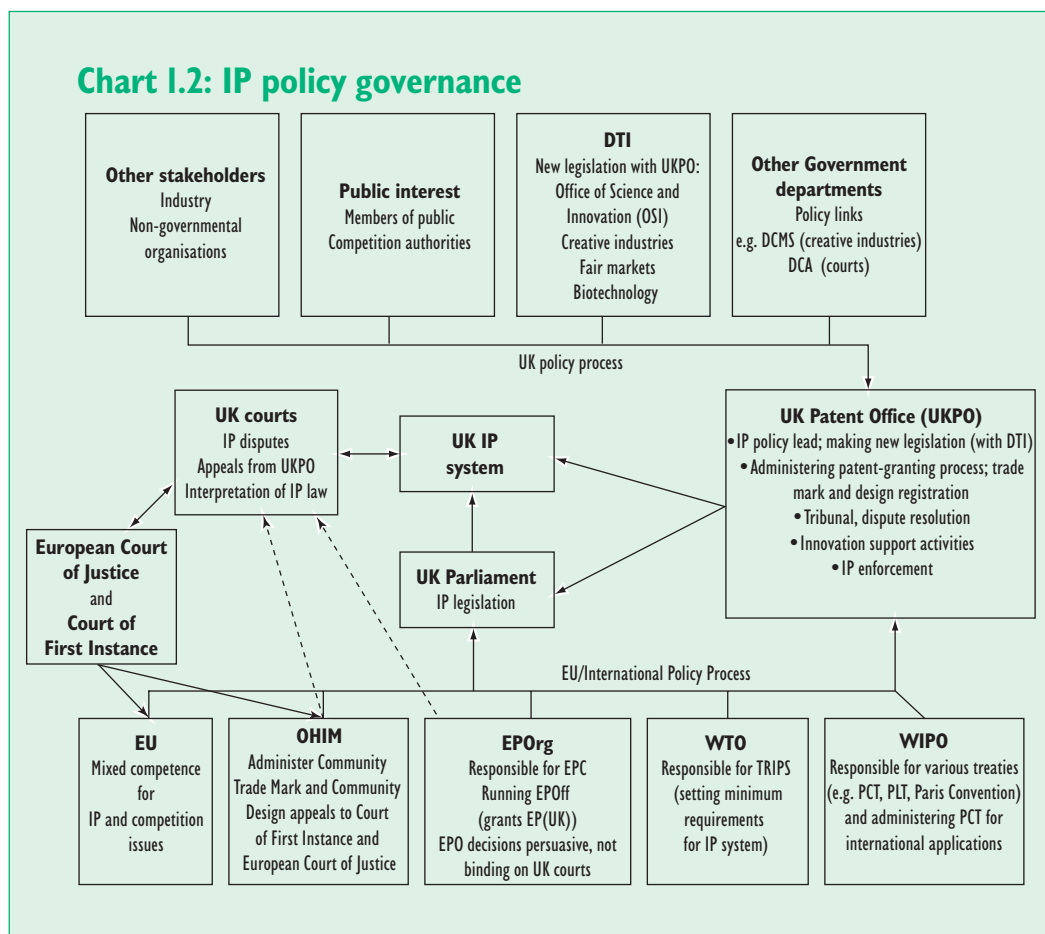 Chart I.2: IP policy governance
Other stakeholders
Industry
Non-governmental
organisations
Public interest
Members of public
Competition authorities
DTI
New legislation with UKPO:
Office of Science and
Innovation (OSI)
Creative industries
Fair markets
Biotechnology
Other Government
departments
Policy links
e.g. DCMS (creative industries)
DCA (courts)
UK policy process
UK courts
IP disputes
Appeals from UKPO
Interpretation of IP law
UK IP
system
UK Patent Office (UKPO)
•IP policy lead; making new legislation (with DTI)
•Administering patent-granting process; trade
mark and design registration
•Tribunal, dispute resolution
•Innovation support activities
•IP enforcement
European Court
of Justice
and
Court of
First Instance
UK Parliament
IP legislation
EU/International Policy Process
EU
Mixed competence
for
IP and competition
issues
OHIM
Administer Community
Trade Mark and Community
Design appeals to Court
of First Instance and
European Court of Justice
EPOrg
Responsible for EPC
Running EPOff
(grants EP(UK))
EPO decisions persuasive, not
binding on UK courts
WTO
Responsible for TRIPS
(setting minimum
requirements
for IP system)
WIPO
Responsible for various treaties
(e.g. PCT, PLT, Paris Convention)
and administering PCT for
international applications